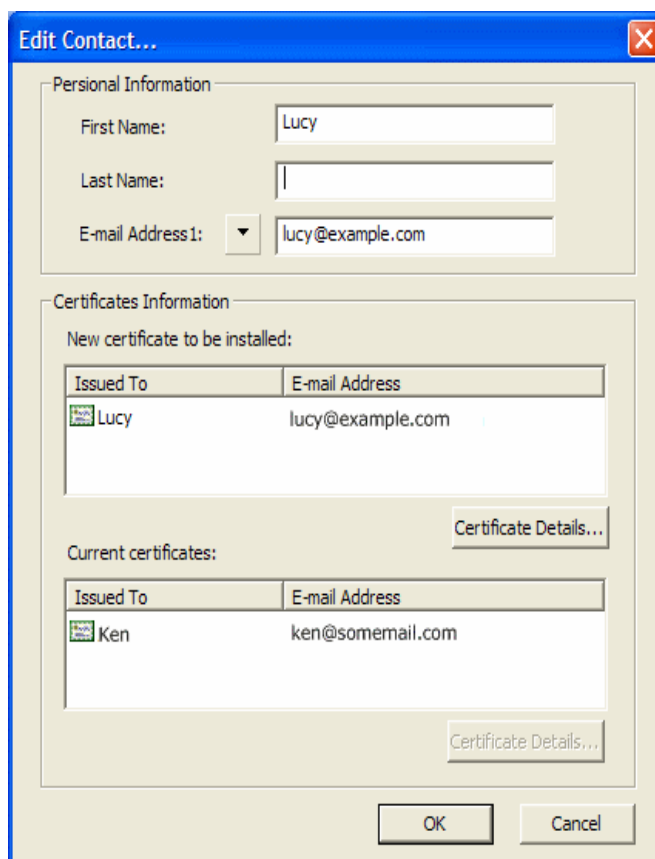 Edit Contact...
Persional Information
First Name: Lucy
Last Name:
E-mail Address1: lucy@example.com
Certificates Information
New certificate to be installed:
Issued To E-mail Address
Lucy lucy@example.com
Certificate Details...
Current certificates:
Issued To E-mail Address
Ken ken@somemail.com
Certificate Details...
OK Cancel